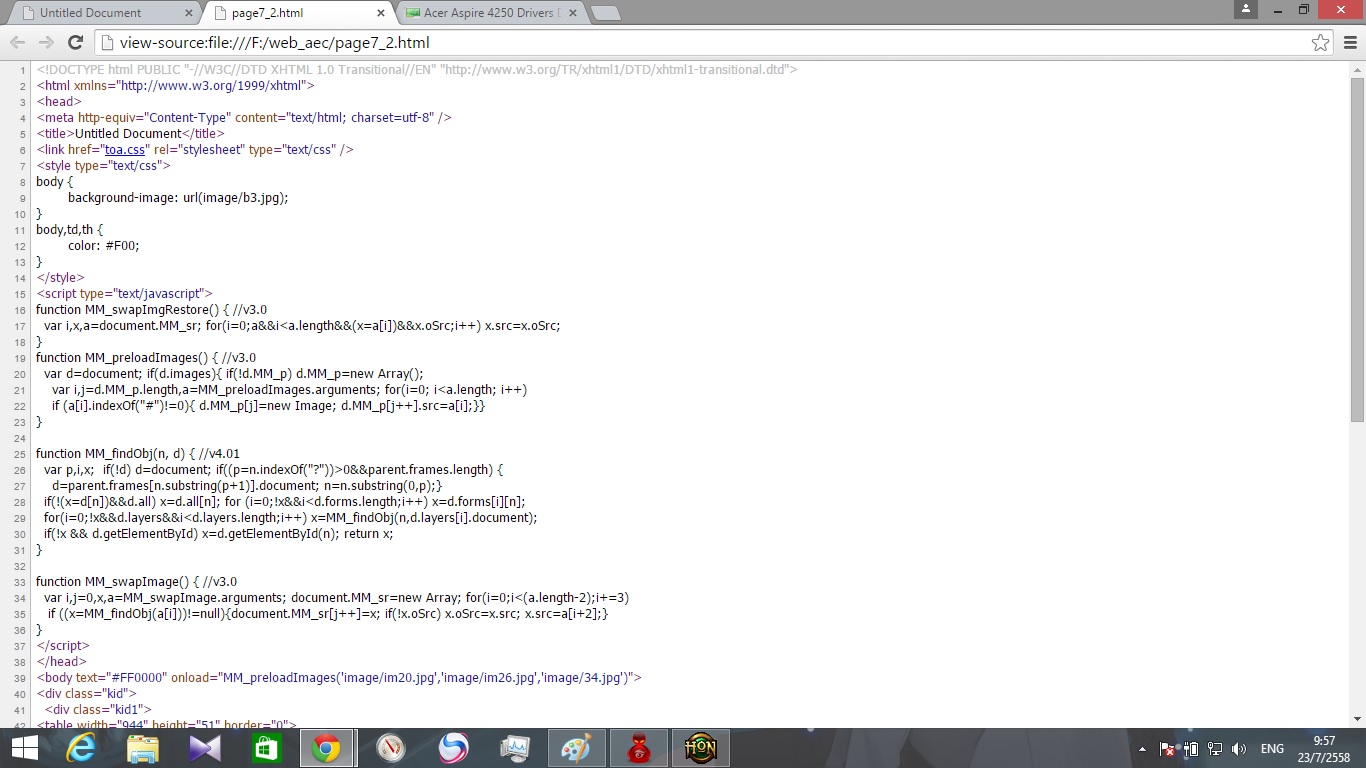 Untitled Document
page7_2.html
Acer Aspire 4250 Drivers
view-source:file:///F:/web_aec/page7_2.html
1 <!DOCTYPE html PUBLIC "-//W3C//DTD XHTML 1.0 Transitional//EN" "http://www.w3.org/TR/xhtml1/DTD/xhtml1-transitional.dtd">
2 <html xmlns="http://www.w3.org/1999/xhtml">
3 <head>
4 <meta http-equiv="Content-Type" content="text/html; charset=utf-8" />
5 <title>Untitled Document</title>
6 <link href="toa.css" rel="stylesheet" type="text/css" />
7 <style type="text/css">
8 body {
9 background-image: url(image/b3.jpg);
10 }
11 body,td,th {
12 color: #F00;
13 }
14 </style>
15 <script type="text/javascript">
16 function MM_swapImgRestore() { //v3.0
17 var i,x,a=document.MM_sr; for(i=0;a&&i<a.length&&(x=a[i])&&x.oSrc;i++) x.src=x.oSrc;
18 }
19 function MM_preloadImages() { //v3.0
20 var d=document; if(d.images){ if(!d.MM_p) d.MM_p=new Array();
21 var i,j=d.MM_p.length,a=MM_preloadImages.arguments; for(i=0; i<a.length; i++)
22 if (a[i].indexOf("#")!=0){ d.MM_p[j]=new Image; d.MM_p[j++].src=a[i];}}
23 }
24
25 function MM_findObj(n, d) { //v4.01
26 var p,i,x;  if(!d) d=document; if((p=n.indexOf("?"))>0&&parent.frames.length) {
27 d=parent.frames[n.substring(p+1)].document; n=n.substring(0,p);}
28 if(!(x=d[n])&&d.all) x=d.all[n]; for (i=0;!x&&i<d.forms.length;i++) x=d.forms[i][n];
29 for(i=0;!x&&d.layers&&i<d.layers.length;i++) x=MM_findObj(n,d.layers[i].document);
30 if(!x && d.getElementById) x=d.getElementById(n); return x;
31 }
32
33 function MM_swapImage() { //v3.0
34 var i,j=0,x,a=MM_swapImage.arguments; document.MM_sr=new Array; for(i=0;i<(a.length-2);i+=3)
35 if ((x=MM_findObj(a[i]))!=null){document.MM_sr[j++]=x; if(!x.oSrc) x.oSrc=x.src; x.src=a[i+2];}
36 }
37 </script>
38 </head>
39 <body text="#FF0000" onload="MM_preloadImages('image/im20.jpg','image/im26.jpg','image/34.jpg')">
40 <div class="kid">
41 <div class="kid1">
42 <table width="944" height="51" border="0">
HON
ENG
9:57
23/7/2558